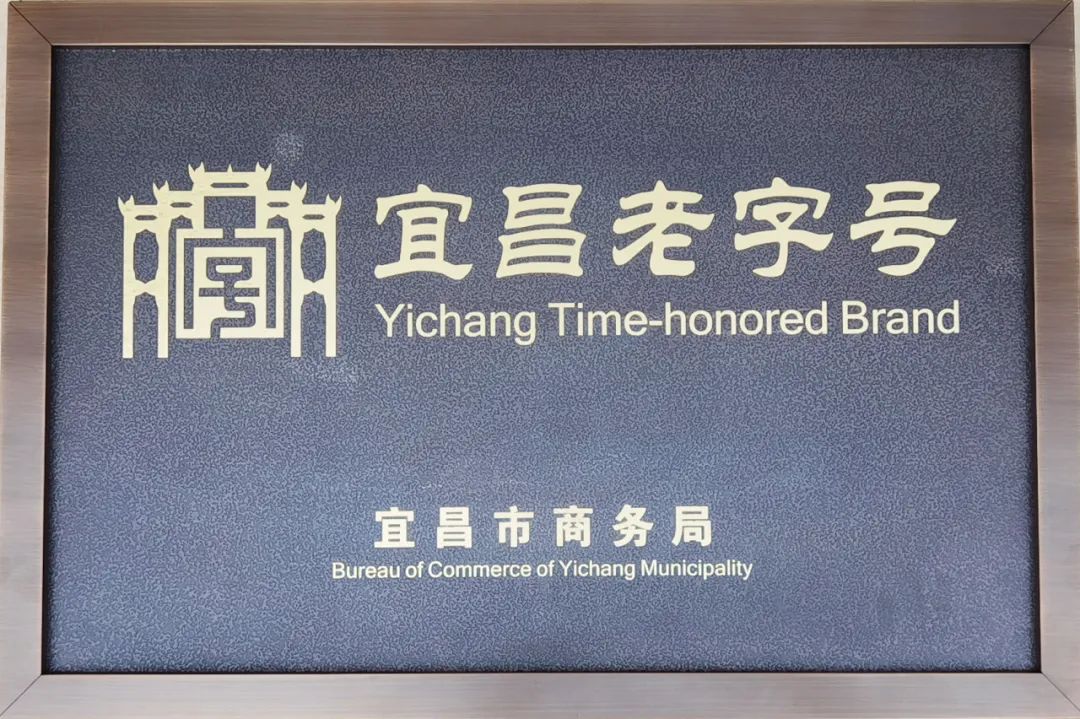 宜昌老字号
Yichang Time-honored Brand
宜昌市商务局
Bureau of Commerce of Yichang Municipality